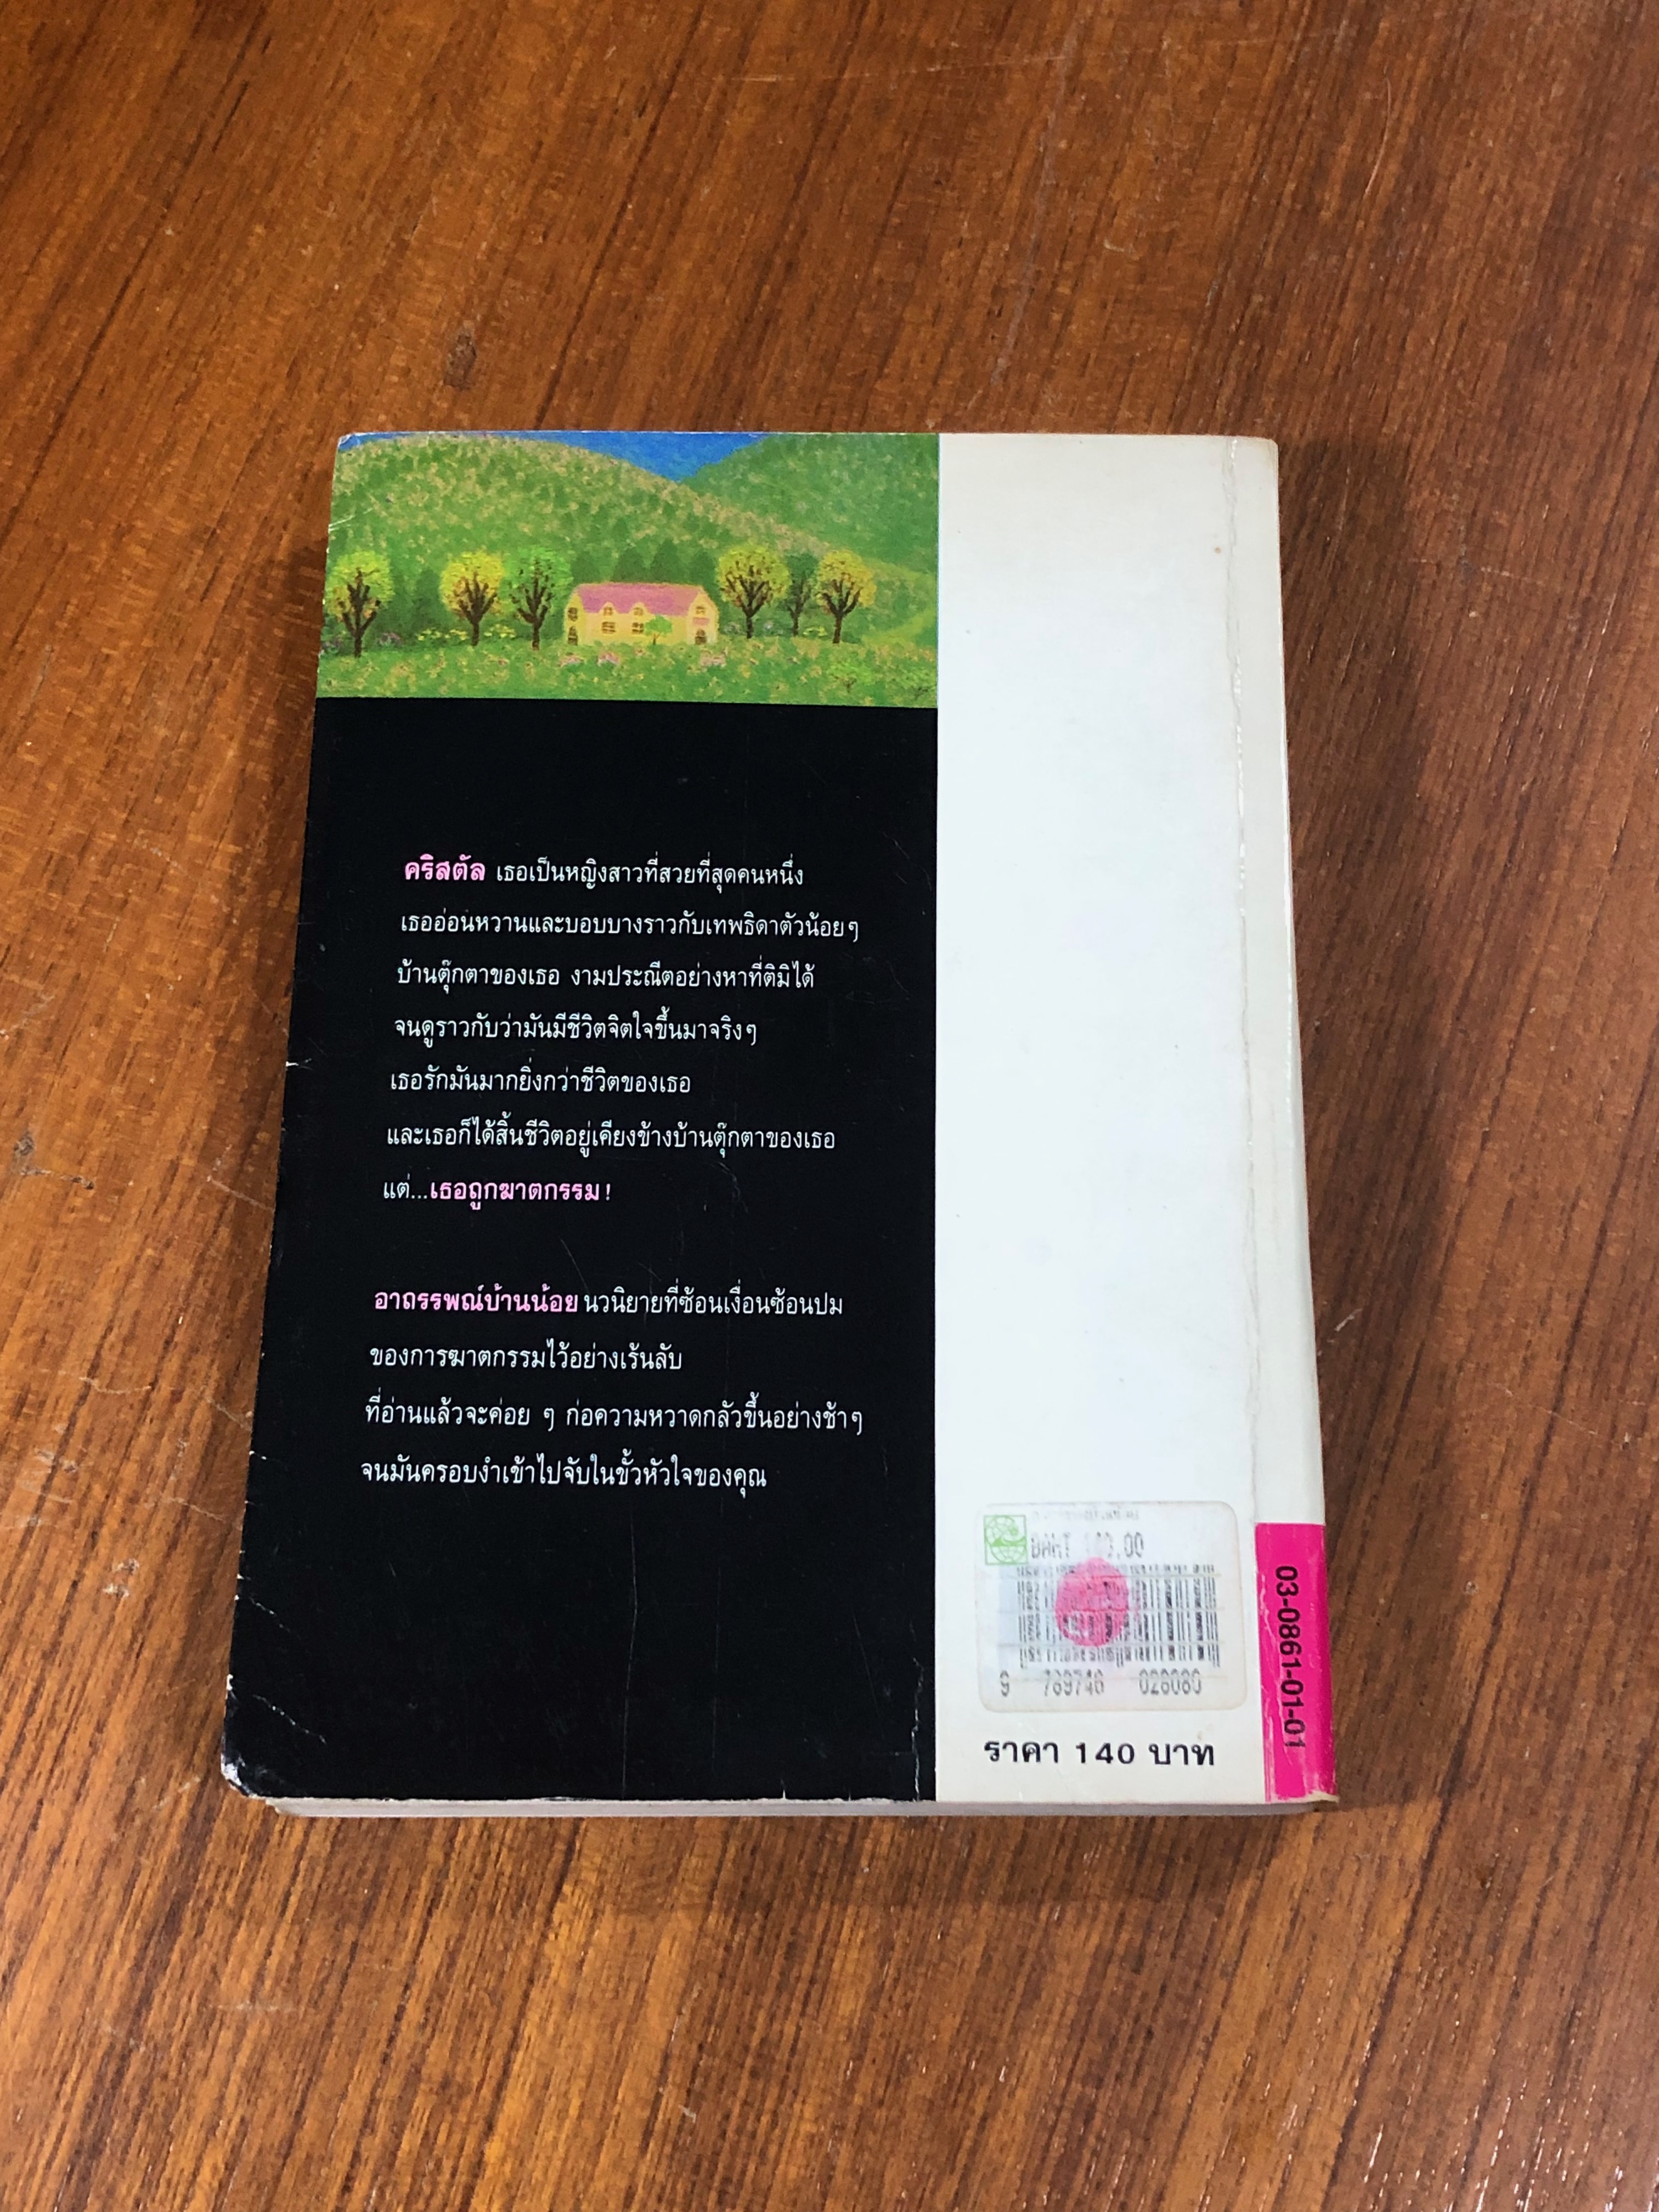 คริสตัล เธอเป็นหญิงสาวที่สวยที่สุดคนหนึ่ง
เธออ่อนหวานและบอบบางราวกับเทพธิดาตัวน้อยๆ
บ้านตุ๊กตาของเธอ งามประณีตอย่างหาที่ติมิได้
จนดูราวกับว่ามันมีชีวิตจิตใจขึ้นมาจริงๆ
เธอรักมันมากยิ่งกว่าชีวิตของเธอ
และเธอก็ได้สิ้นชีวิตอยู่เคียงข้างบ้านตุ๊กตาของเธอ
แต่...เธอถูกฆาตกรรม!
อาถรรพณ์บ้านน้อย นวนิยายที่ซ้อนเงื่อนซ้อนปม
ของการฆาตกรรมไว้อย่างเร้นลับ
ที่อ่านแล้วจะค่อย ๆ ก่อความหวาดกลัวขึ้นอย่างช้าๆ
จนมันครอบงำเข้าไปจับในขั้วหัวใจของคุณ
BAHT
9 789746 028080
ราคา 140 บาท
03-0861-01-01